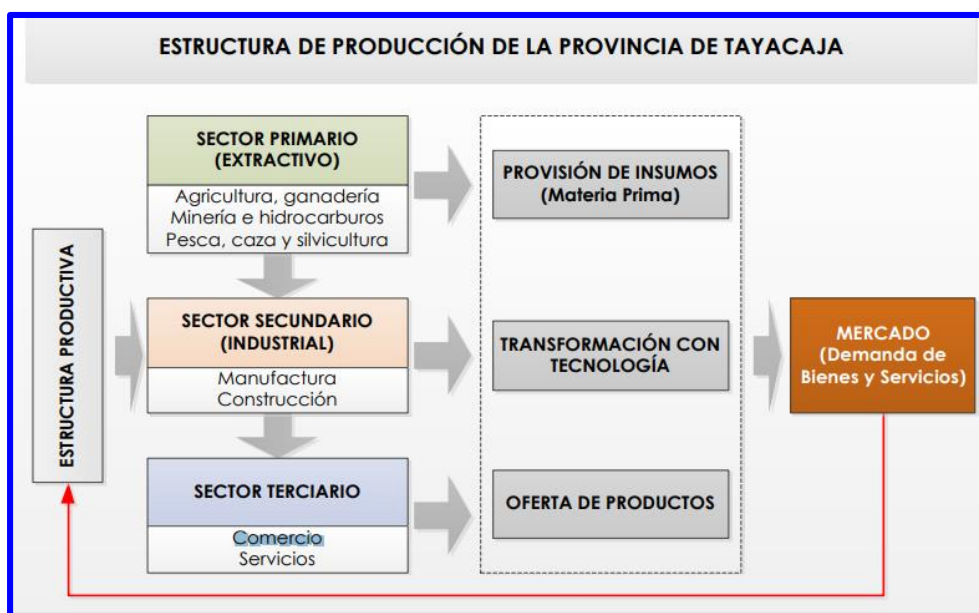 ESTRUCTURA DE PRODUCCIÓN DE LA PROVINCIA DE TAYACAJA
ESTRUCTURA PRODUCTIVA
SECTOR PRIMARIO
(EXTRACTIVO)
Agricultura, ganadería
Minería e hidrocarburos
Pesca, caza y silvicultura
PROVISIÓN DE INSUMOS
(Materia Prima)
SECTOR SECUNDARIO
(INDUSTRIAL)
Manufactura
Construcción
TRANSFORMACIÓN CON
TECNOLOGÍA
SECTOR TERCIARIO
Comercio
Servicios
OFERTA DE PRODUCTOS
MERCADO
(Demanda de
Bienes y Servicios)